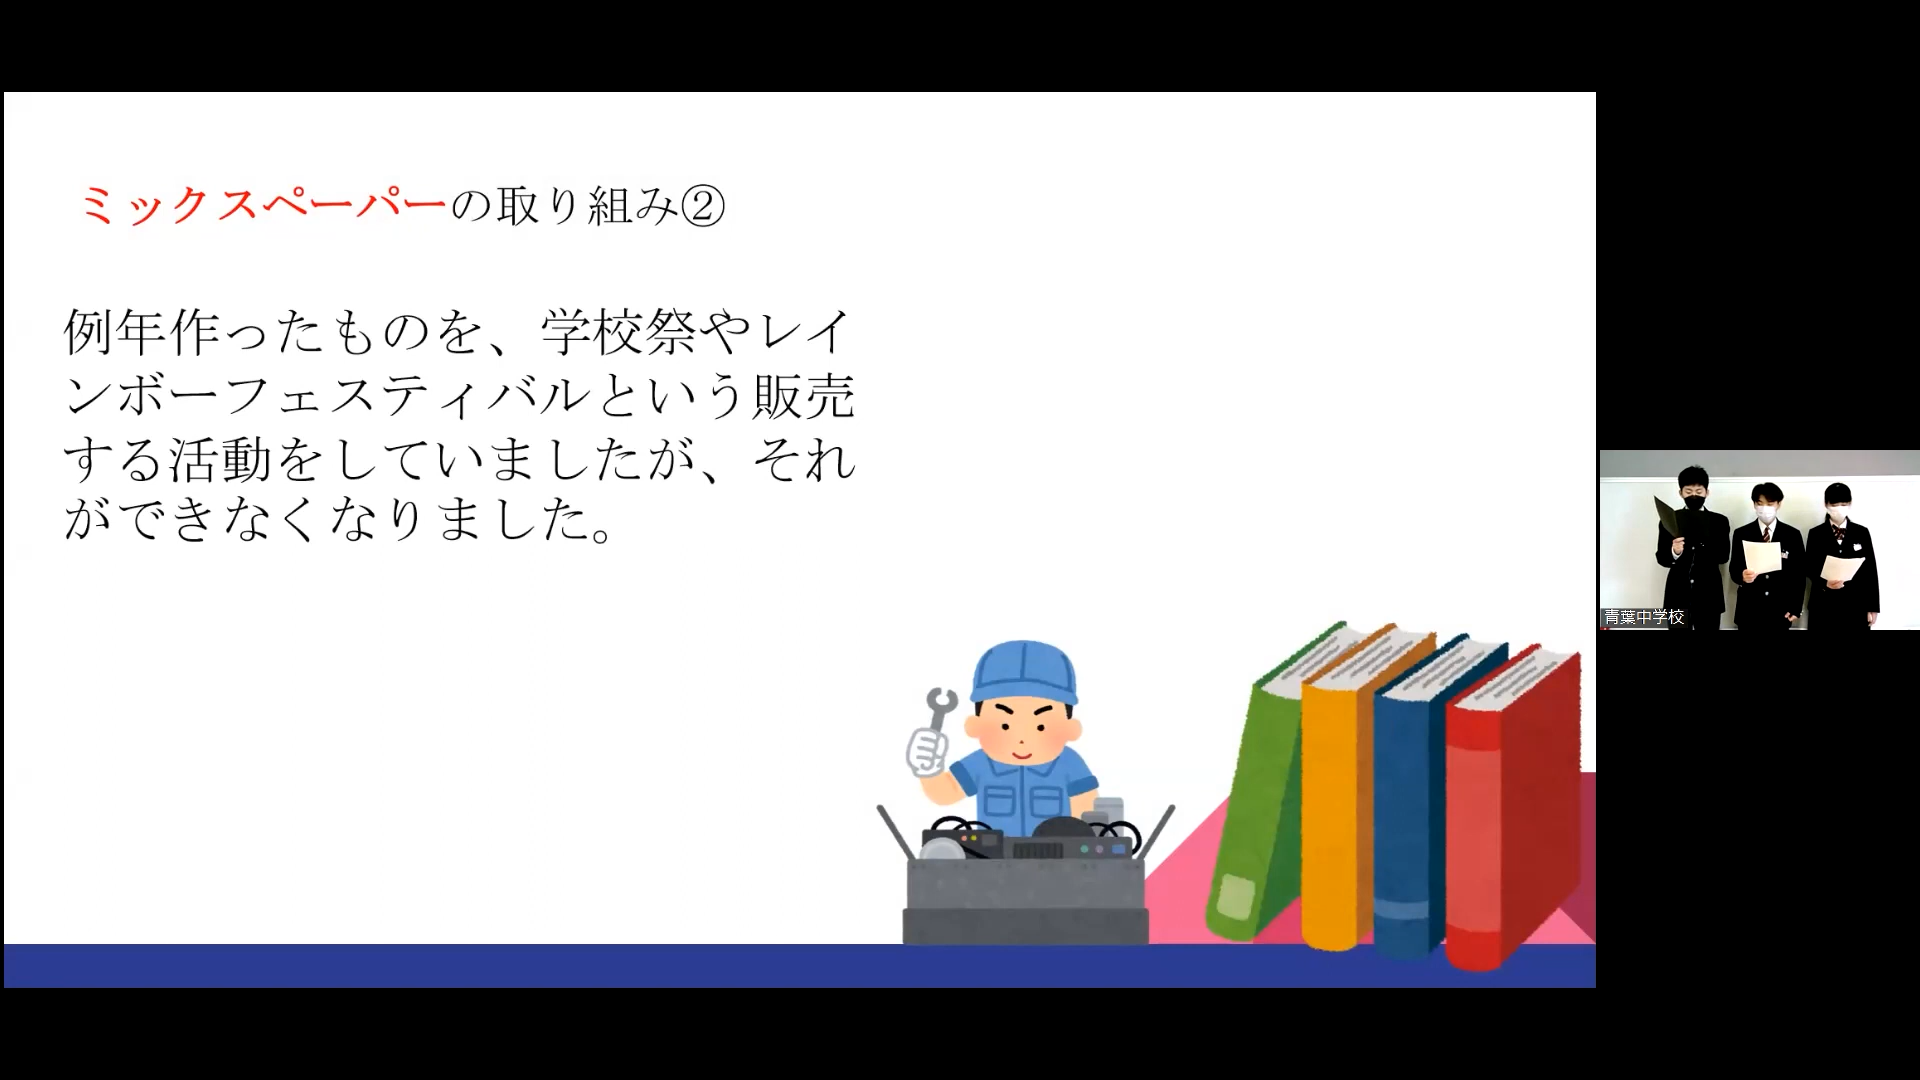 ミックスペーパーの取り組み②
例年作ったものを、学校祭やレイ
ンボーフェスティバルという販売
する活動をしていましたが、それ
ができなくなりました。
青葉中学校